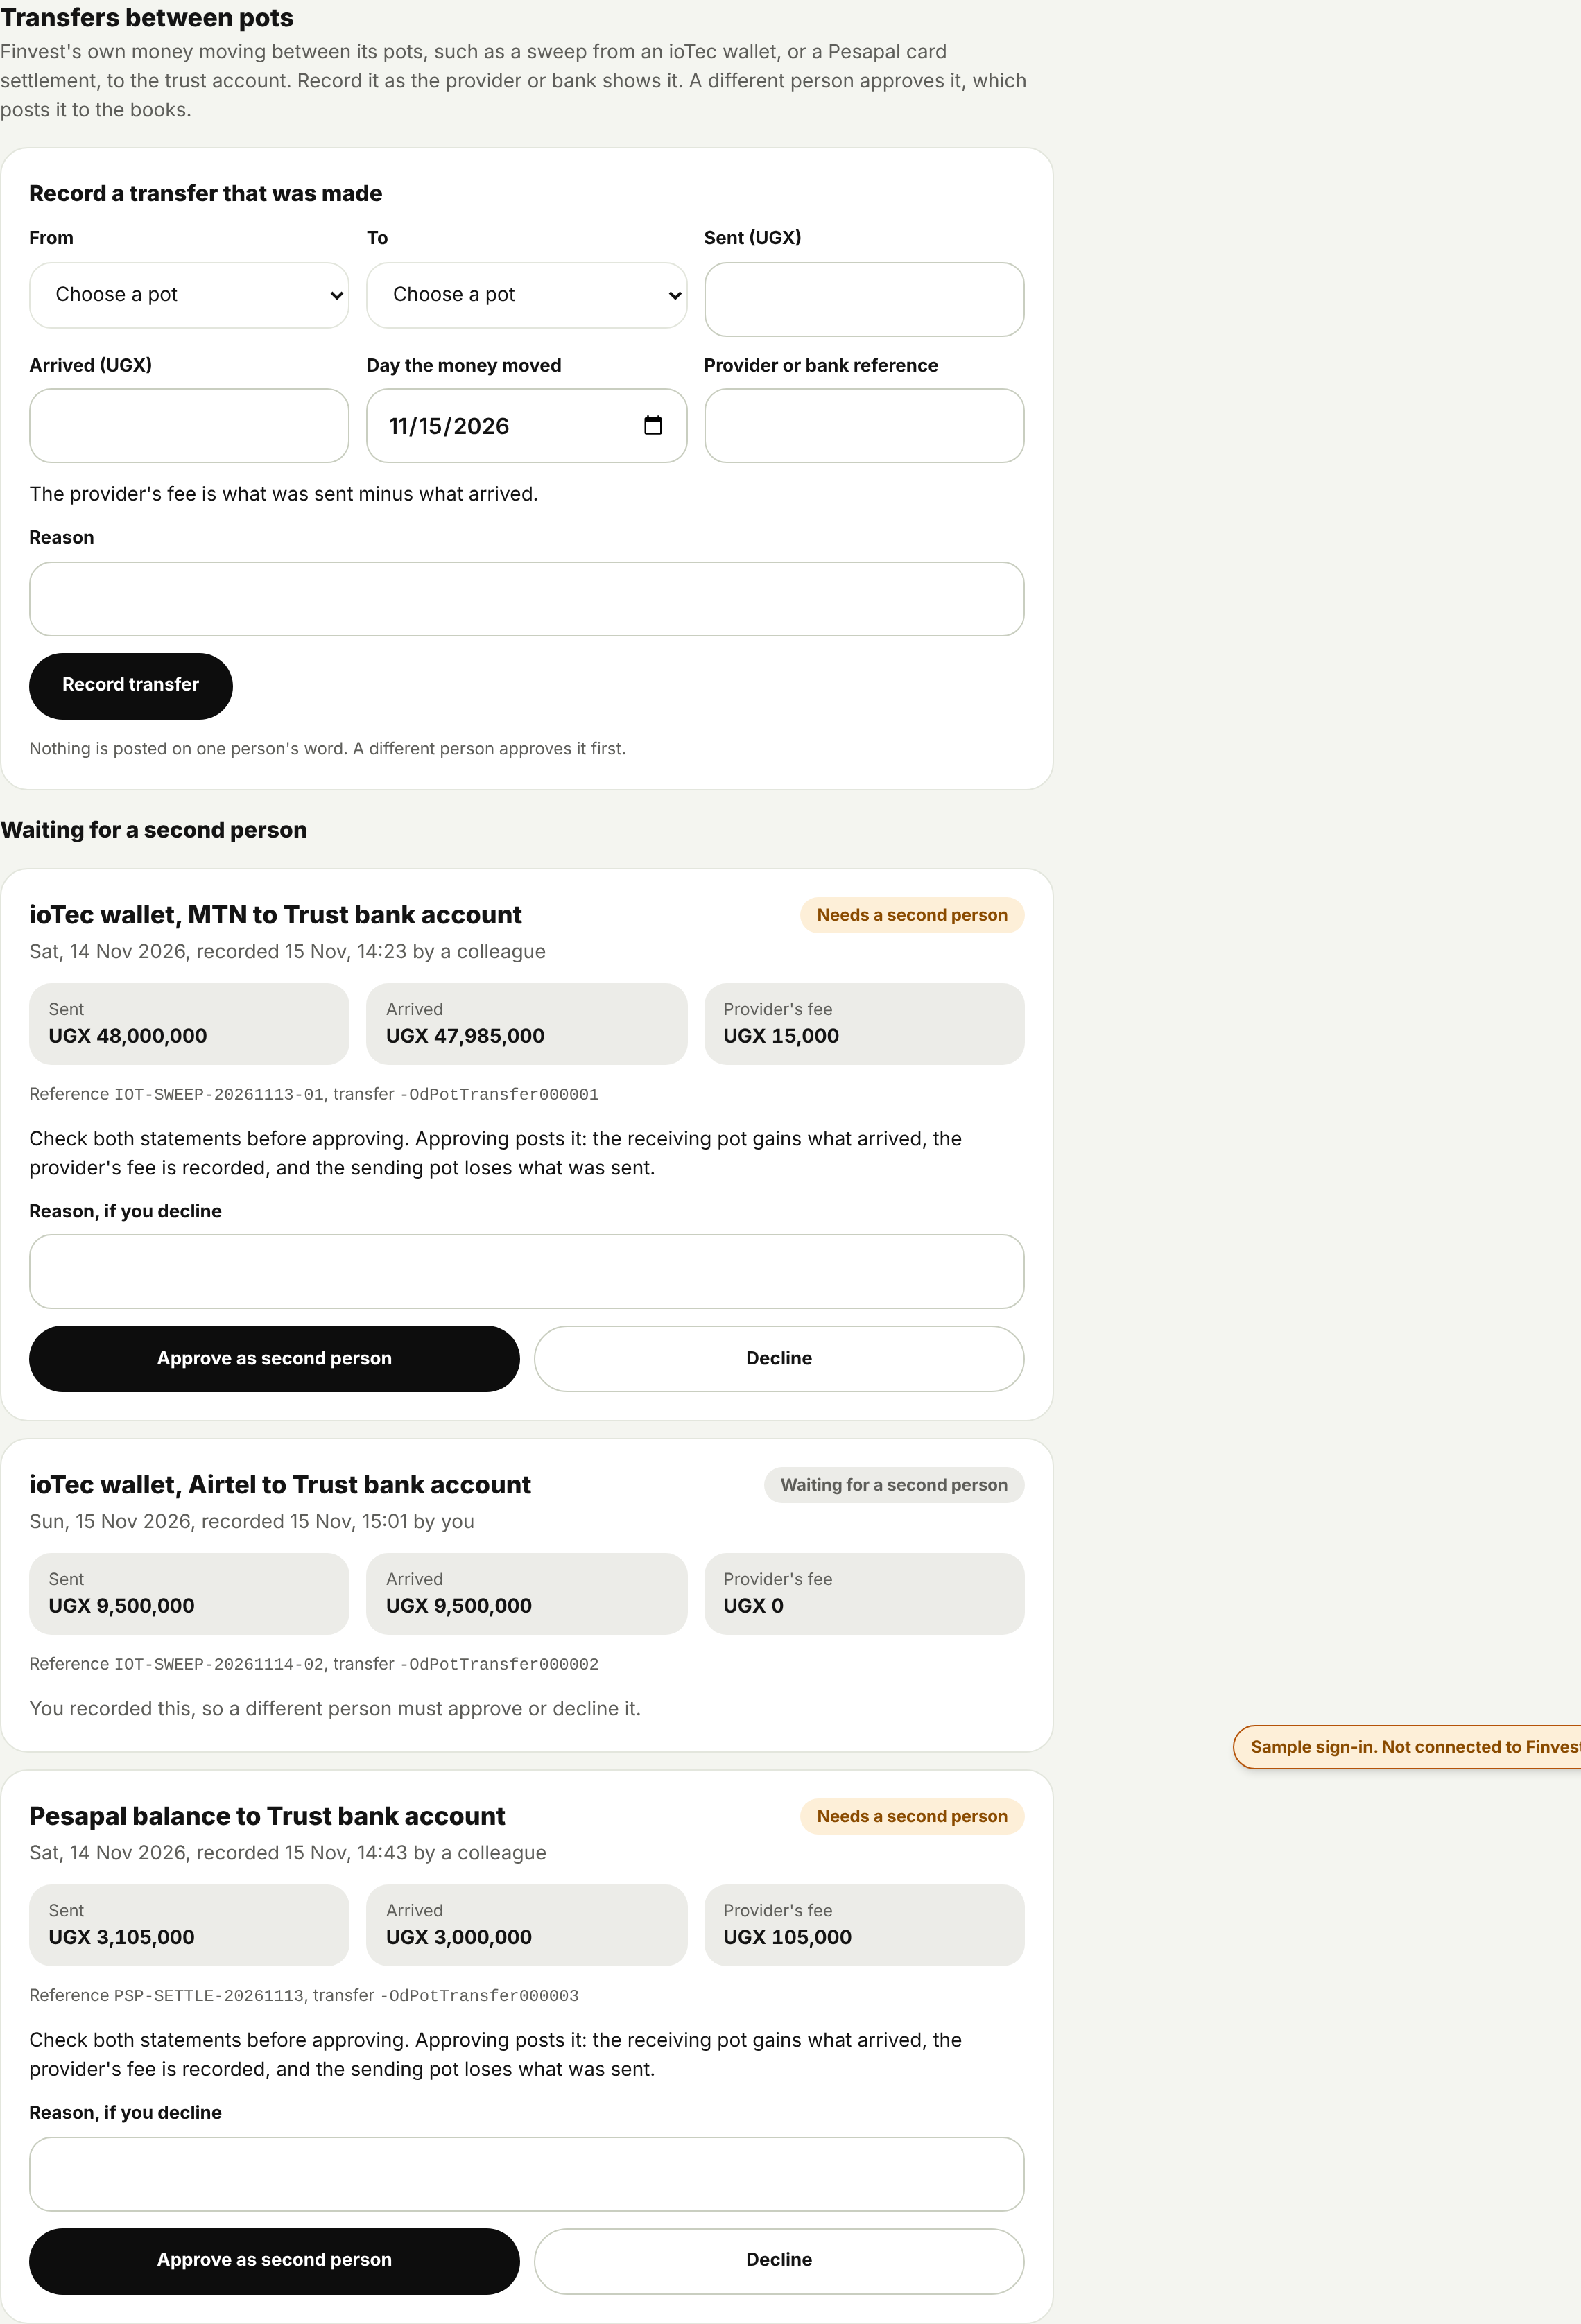 Transfers between pots
Finvest's own money moving between its pots, such as a sweep from an ioTec wallet, or a Pesapal card
settlement, to the trust account. Record it as the provider or bank shows it. A different person approves it, which
posts it to the books.
Record a transfer that was made
From To Sent (UGX)
Choose a pot Choose a pot
Arrived (UGX) Day the money moved Provider or bank reference
11/15/2026
The provider's fee is what was sent minus what arrived.
Reason
Record transfer
Nothing is posted on one person's word. A different person approves it first.
Waiting for a second person
ioTec wallet, MTN to Trust bank account Needs a second person
Sat, 14 Nov 2026, recorded 15 Nov, 14:23 by a colleague
Sent Arrived Provider's fee
UGX 48,000,000 UGX 47,985,000 UGX 15,000
Reference IOT-SWEEP-20261113-01, transfer -OdPotTransfer000001
Check both statements before approving. Approving posts it: the receiving pot gains what arrived, the
provider's fee is recorded, and the sending pot loses what was sent.
Reason, if you decline
Approve as second person Decline
ioTec wallet, Airtel to Trust bank account Waiting for a second person
Sun, 15 Nov 2026, recorded 15 Nov, 15:01 by you
Sent Arrived Provider's fee
UGX 9,500,000 UGX 9,500,000 UGX 0
Reference IOT-SWEEP-20261114-02, transfer -OdPotTransfer000002
You recorded this, so a different person must approve or decline it.
Sample sign-in. Not connected to Finvest
Pesapal balance to Trust bank account Needs a second person
Sat, 14 Nov 2026, recorded 15 Nov, 14:43 by a colleague
Sent Arrived Provider's fee
UGX 3,105,000 UGX 3,000,000 UGX 105,000
Reference PSP-SETTLE-20261113, transfer -OdPotTransfer000003
Check both statements before approving. Approving posts it: the receiving pot gains what arrived, the
provider's fee is recorded, and the sending pot loses what was sent.
Reason, if you decline
Approve as second person Decline